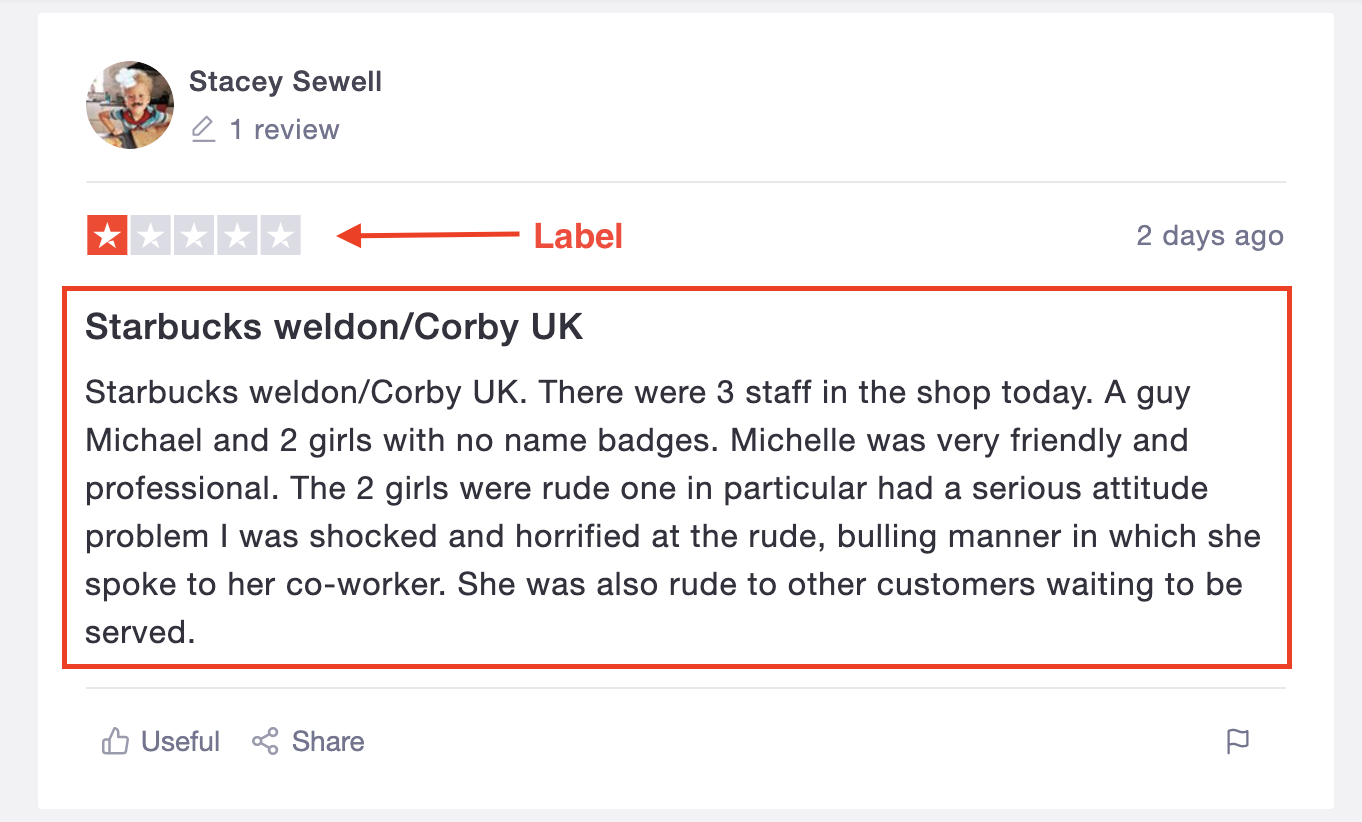 Stacey Sewell
1 review
Label
2 days ago
Starbucks weldon/Corby UK
Starbucks weldon/Corby UK. There were 3 staff in the shop today. A guy
Michael and 2 girls with no name badges. Michelle was very friendly and
professional. The 2 girls were rude one in particular had a serious attitude
problem I was shocked and horrified at the rude, bulling manner in which she
spoke to her co-worker. She was also rude to other customers waiting to be
served.
Useful
Share